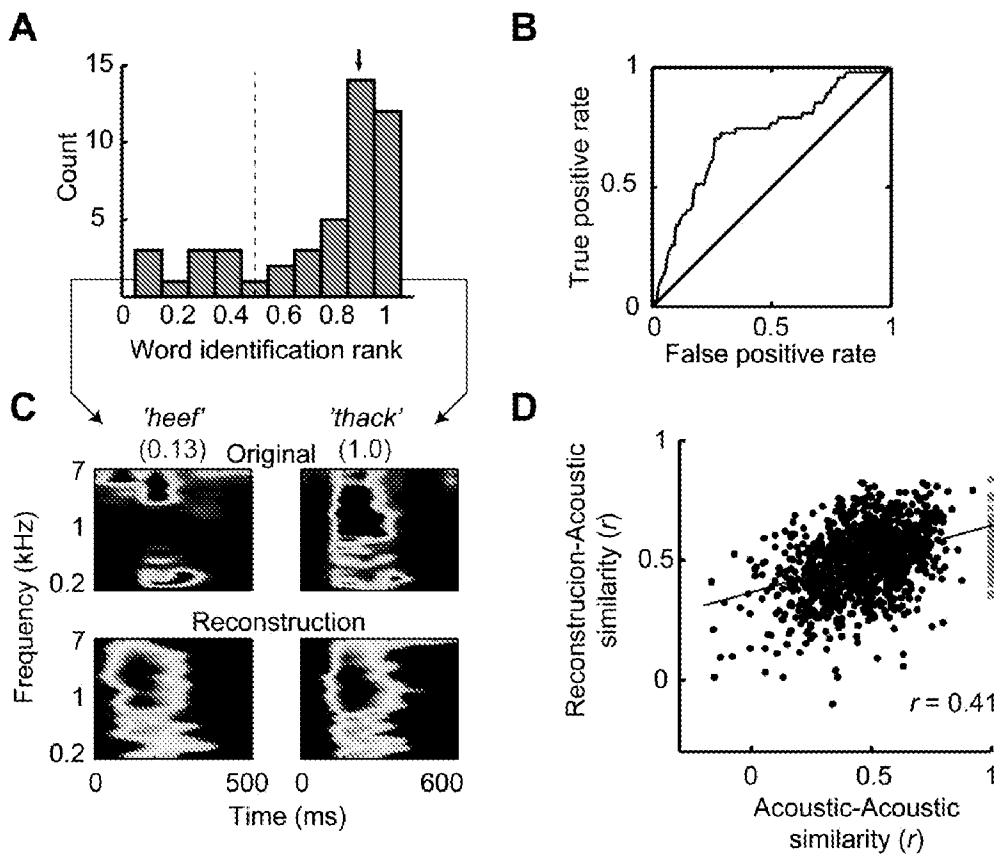 A
15
10
5
Count
0 0.2 0.4 0.6 0.8 1
Word identification rank
B
1
0.5
0
True positive rate
0 0.5 1
False positive rate
C
'heef'
(0.13)
'thack'
(1.0)
Original
7
1
0.2
Frequency (kHz)
Reconstruction
7
1
0.2
0 500 0 600
Time (ms)
D
1
0.5
0
Reconstrucion-Acoustic
similarity (r)
r = 0.41
0 0.5 1
Acoustic-Acoustic
similarity (r)